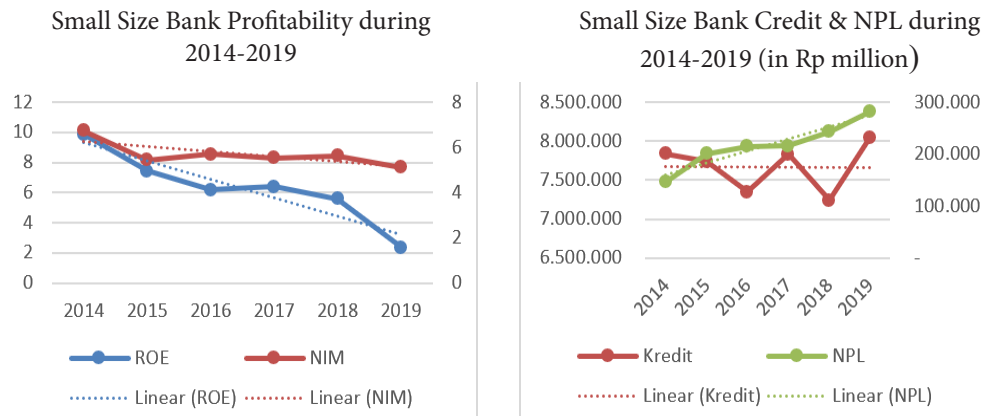 Small Size Bank Profitability during
2014-2019
12
10
8
6
4
2
0
8
6
4
2
0
2014 2015 2016 2017 2018 2019
ROE NIM
Linear (ROE) Linear (NIM)
Small Size Bank Credit & NPL during
2014-2019 (in Rp million)
8.500.000
8.000.000
7.500.000
7.000.000
6.500.000
300.000
200.000
100.000
-
2014 2015 2016 2017 2018 2019
Kredit NPL
Linear (Kredit) Linear (NPL)